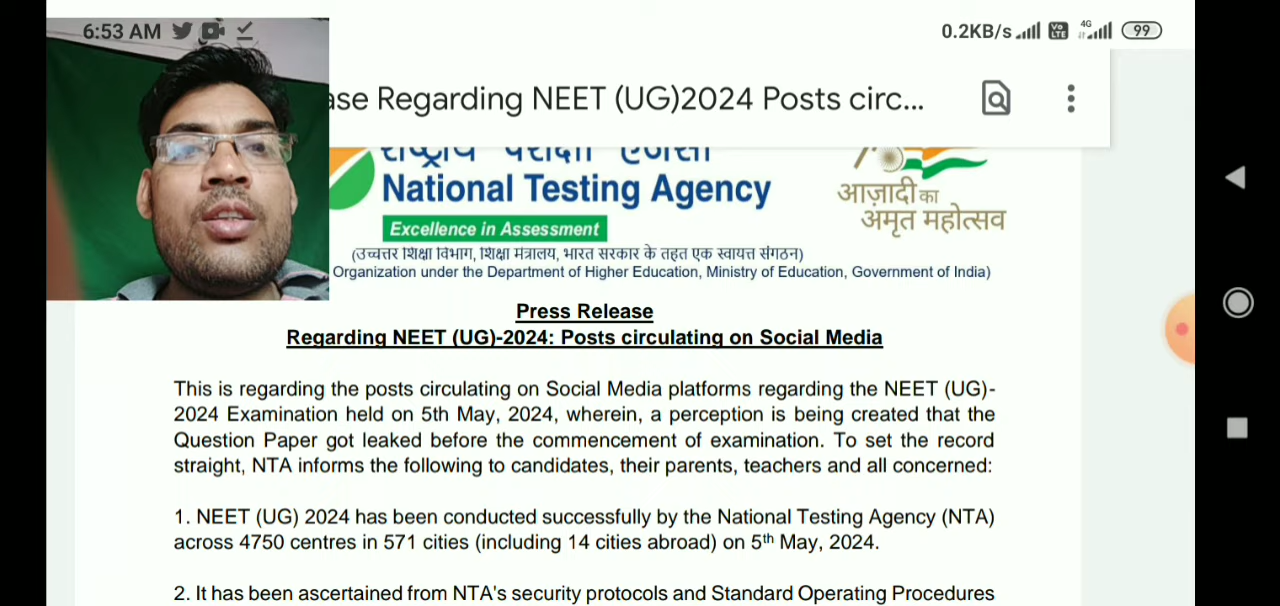 6:53 AM
0.2KB/s Vo LTE 4G 99
ase Regarding NEET (UG)2024 Posts circ...
राष्ट्रीय परीक्षा एजेंसी
National Testing Agency
Excellence in Assessment
आज़ादी का
अमृत महोत्सव
(उच्चत्तर शिक्षा विभाग, शिक्षा मंत्रालय, भारत सरकार के तहत एक स्वायत्त संगठन)
Organization under the Department of Higher Education, Ministry of Education, Government of India)
Press Release
Regarding NEET (UG)-2024: Posts circulating on Social Media
This is regarding the posts circulating on Social Media platforms regarding the NEET (UG)-
2024 Examination held on 5th May, 2024, wherein, a perception is being created that the
Question Paper got leaked before the commencement of examination. To set the record
straight, NTA informs the following to candidates, their parents, teachers and all concerned:
1. NEET (UG) 2024 has been conducted successfully by the National Testing Agency (NTA)
across 4750 centres in 571 cities (including 14 cities abroad) on 5th May, 2024.
2. It has been ascertained from NTA's security protocols and Standard Operating Procedures